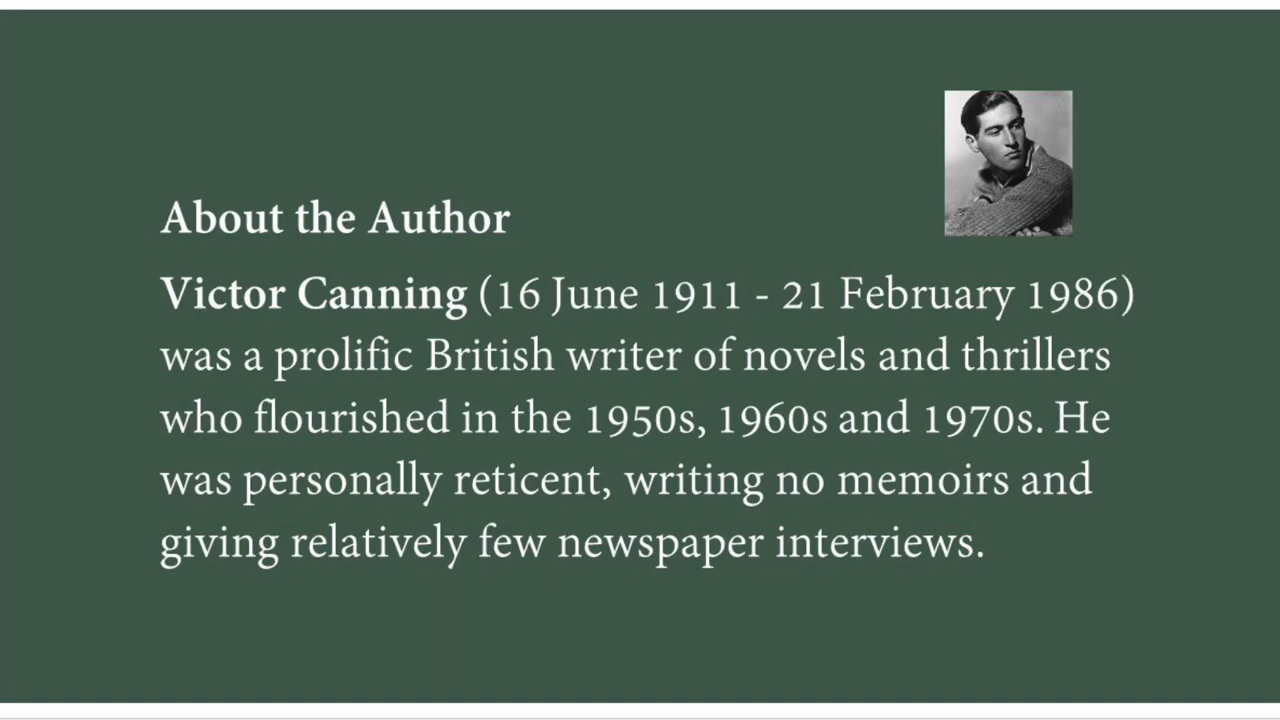 About the Author
Victor Canning (16 June 1911 - 21 February 1986)
was a prolific British writer of novels and thrillers
who flourished in the 1950s, 1960s and 1970s. He
was personally reticent, writing no memoirs and
giving relatively few newspaper interviews.